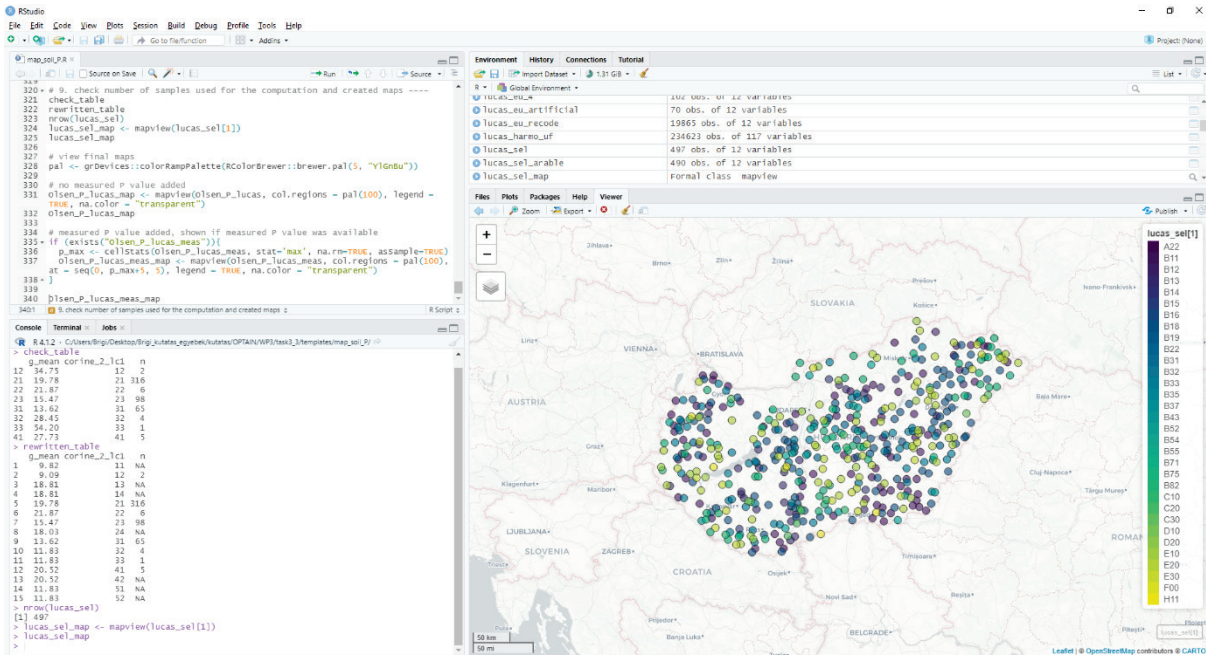 RStudio
File Edit Code View Plots Session Build Debug Profile Tools Help
Go to file/function Addins
Project: (None)
map_soil_P.R
Source on Save Run Source
320 # 9. check number of samples used for the computation and created maps ----
321 check_table
322 rewritten_table
323 nrow(lucas_sel)
324 lucas_sel_map <- mapview(lucas_sel[1])
325 lucas_sel_map
326
327 # view final maps
328 pal <- grDevices::colorRampPalette(RColorBrewer::brewer.pal(5, "YlGnBu"))
329
330 # no measured P value added
331 olsen_P_lucas_map <- mapview(olsen_P_lucas, col.regions = pal(100), legend =
TRUE, na.color = "transparent")
332 olsen_P_lucas_map
333
334 # measured P value added, shown if measured P value was available
335 if (exists("olsen_P_lucas_meas")){
336 p_max <- cellStats(olsen_P_lucas_meas, stat='max', na.rm=TRUE, asSample=TRUE)
337 olsen_P_lucas_meas_map <- mapview(olsen_P_lucas_meas, col.regions = pal(100),
at = seq(0, p_max+5, 5), legend = TRUE, na.color = "transparent")
338 }
339
340 olsen_P_lucas_meas_map
340:1 9. check number of samples used for the computation and created maps R Script
Console Terminal Jobs
R 4.1.2 · C:/Users/Brigi/Desktop/Brigi_kutatas_egyebek/kutatas/OPTAIN/WP3/task3_3/templates/map_soil_P/
> check_table
g_mean corine_2_lc1 n
12 34.75 12 2
21 19.78 21 316
22 21.87 22 6
23 15.47 23 98
31 13.62 31 65
32 28.45 32 4
33 54.20 33 1
41 27.73 41 5
> rewritten_table
g_mean corine_2_lc1 n
1 9.82 11 NA
2 9.09 12 2
3 18.81 13 NA
4 18.81 14 NA
5 19.78 21 316
6 21.87 22 6
7 15.47 23 98
8 18.03 24 NA
9 13.62 31 65
10 11.83 32 4
11 11.83 33 1
12 20.52 41 5
13 20.52 42 NA
14 11.83 51 NA
15 11.83 52 NA
> nrow(lucas_sel)
[1] 497
> lucas_sel_map <- mapview(lucas_sel[1])
> lucas_sel_map
>
Environment History Connections Tutorial
Import Dataset 1.31 GiB List
R Global Environment
lucas_eu_4 102 obs. of 12 variables
lucas_eu_artificial 70 obs. of 12 variables
lucas_eu_recode 19865 obs. of 12 variables
lucas_harmo_uf 234623 obs. of 117 variables
lucas_sel 497 obs. of 12 variables
lucas_sel_arable 490 obs. of 12 variables
lucas_sel_map Formal class mapview
Files Plots Packages Help Viewer
Zoom Export Publish
+
−
Jihlava
Brno
Zlín
Žilina
Prešov
Košice
Ivano-Frankivsk
SLOVAKIA
Linz
VIENNA
BRATISLAVA
AUSTRIA
Baia Mare
Graz
Cluj-Napoca
Klagenfurt
Maribor
Târgu Mureș
LJUBLJANA
SLOVENIA
ZAGREB
Timișoara
ROMAN
Trieste
CROATIA
Osijek
Novi Sad
Reșița
Prijedor
Banja Luka
BELGRADE
Pitești
50 km
50 mi
lucas_sel[1]
A22
B11
B12
B13
B14
B15
B16
B18
B19
B22
B31
B32
B33
B35
B37
B43
B52
B54
B55
B71
B75
B82
C10
C20
C30
D10
D20
E10
E20
E30
F00
H11
lucas_sel[1]
Leaflet | © OpenStreetMap contributors © CARTO